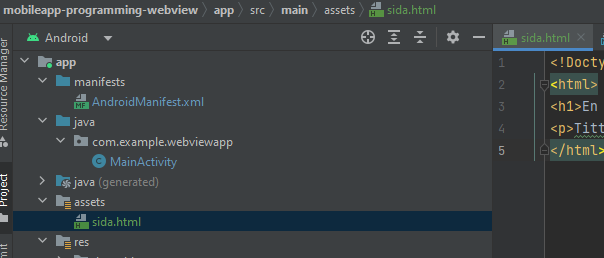 mobileapp-programming-webview app src main assets sida.html
Android
sida.html
Resource Manager
Project
app
manifests
AndroidManifest.xml
java
com.example.webviewapp
MainActivity
java (generated)
assets
sida.html
res
1 <!Docty
2 <html>
3 <h1>En
4 <p>Titt
5 </html>